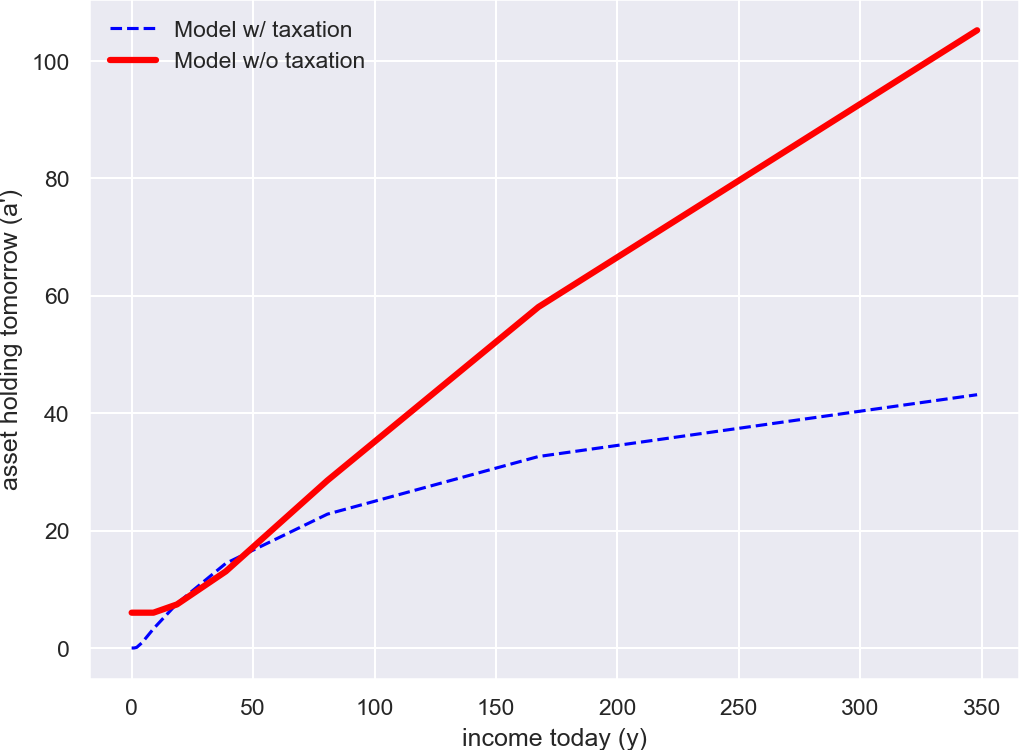 Model w/ taxation
Model w/o taxation
asset holding tomorrow (a')
100
80
60
40
20
0
0 50 100 150 200 250 300 350
income today (y)